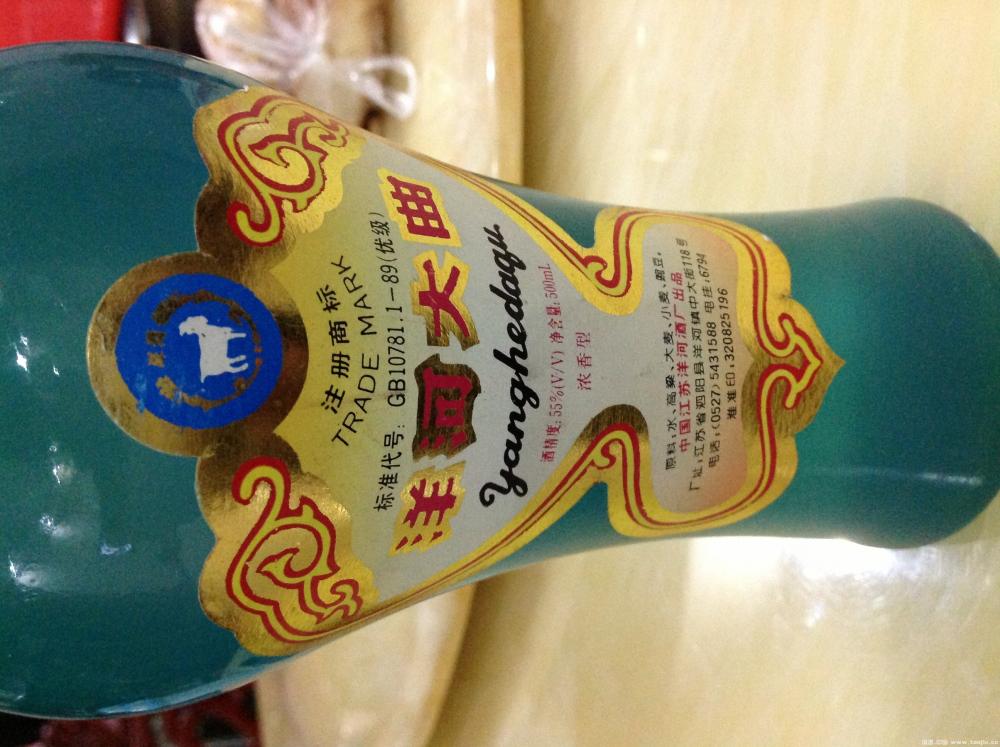 注册商标
TRADE MARK
标准代号: GB10781.1-89(优级)
洋河大曲
Yanghedaqu
酒精度:55%(V/V) 净含量:500mL
浓香型
原料:水、高粱、大麦、小麦、豌豆。
中国江苏洋河酒厂出品
厂址:江苏省泗阳县洋河镇中大街118号
电话:(0527)5431588 电挂:6794
准印:320825196